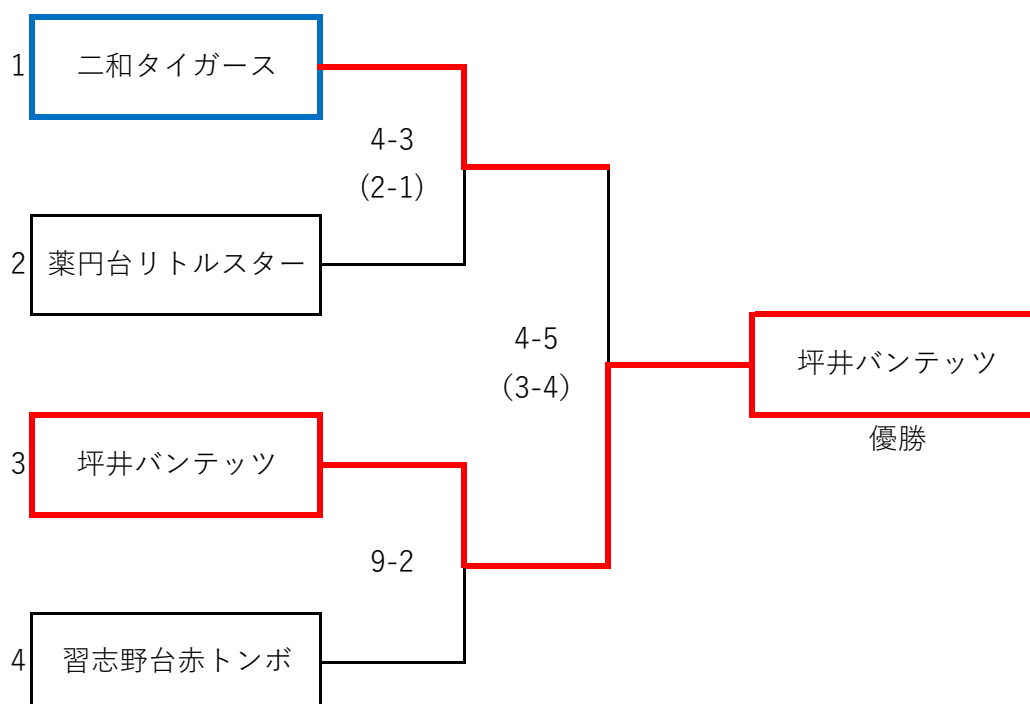 1
二和タイガース
4-3
(2-1)
2
薬円台リトルスター
4-5
(3-4)
坪井バンテッツ
優勝
3
坪井バンテッツ
9-2
4
習志野台赤トンボ